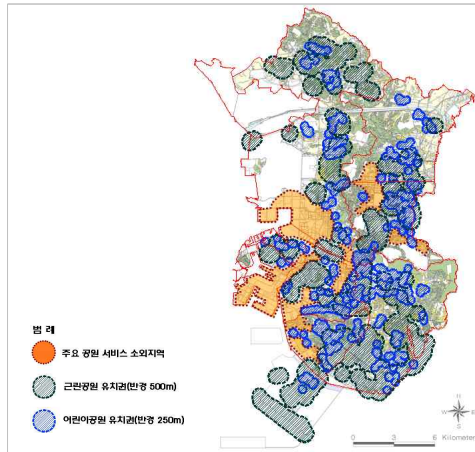 범 례
주요 공원 서비스 소외지역
근린공원 유치권(반경 500m)
어린이공원 유치권(반경 250m)
N
W E
S
0 3 6 Kilometer